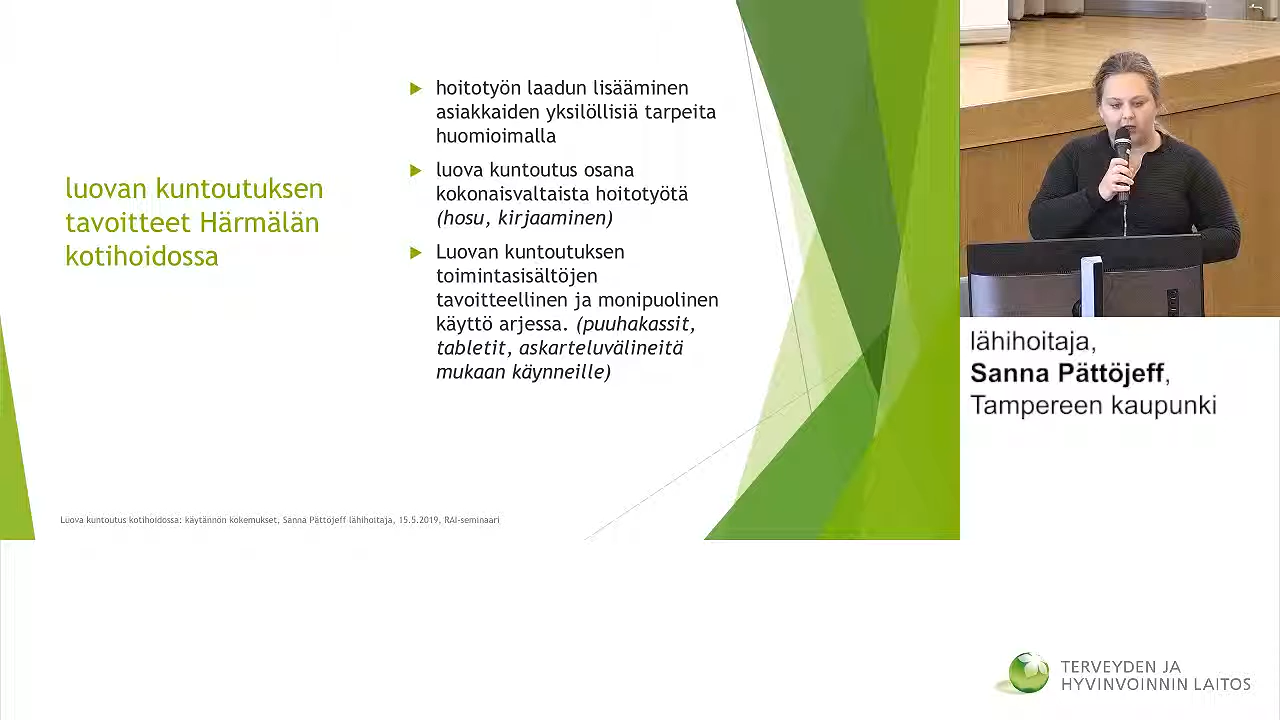 luovan kuntoutuksen
tavoitteet Härmälän
kotihoidossa
hoitotyön laadun lisääminen
asiakkaiden yksilöllisiä tarpeita
huomioimalla
luova kuntoutus osana
kokonaisvaltaista hoitotyötä
(hosu, kirjaaminen)
Luovan kuntoutuksen
toimintasisältöjen
tavoitteellinen ja monipuolinen
käyttö arjessa. (puuhakassit,
tabletit, askarteluvälineitä
mukaan käynneille)
Luova kuntoutus kotihoidossa: käytännön kokemukset, Sanna Pättöjeff lähihoitaja, 15.5.2019, RAI-seminaari
lähihoitaja,
Sanna Pättöjeff,
Tampereen kaupunki
TERVEYDEN JA
HYVINVOINNIN LAITOS